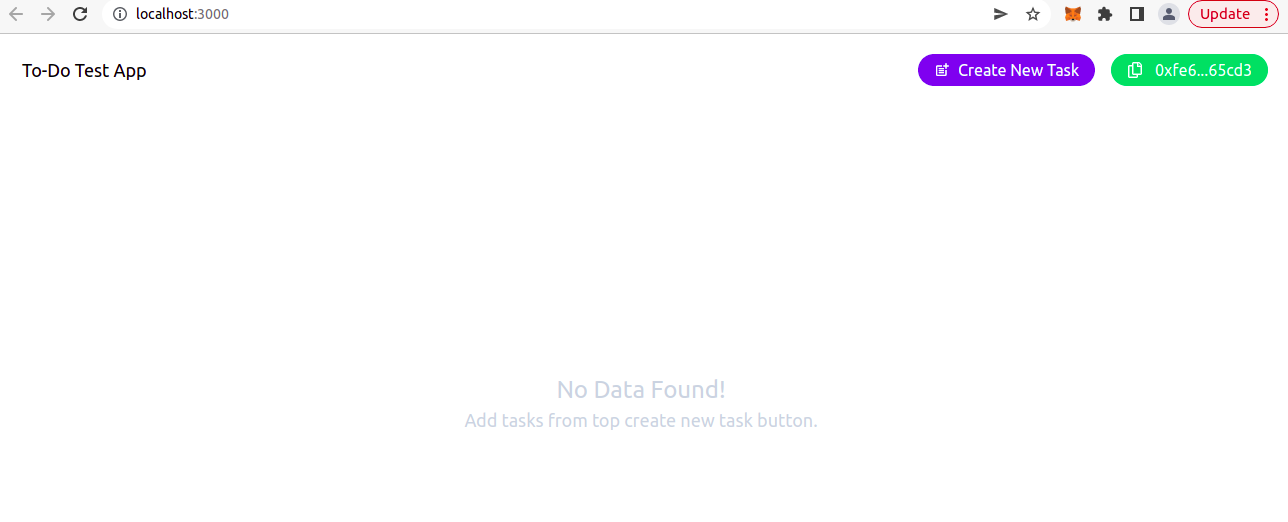 localhost:3000
Update
To-Do Test App
Create New Task
0xfe6...65cd3
No Data Found!
Add tasks from top create new task button.